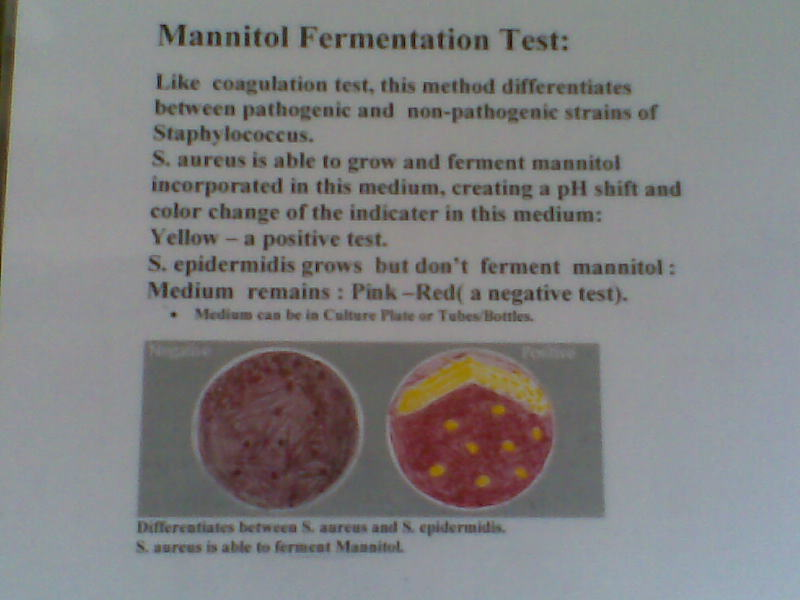 Mannitol Fermentation Test:
Like coagulation test, this method differentiates
between pathogenic and non-pathogenic strains of
Staphylococcus.
S. aureus is able to grow and ferment mannitol
incorporated in this medium, creating a pH shift and
color change of the indicater in this medium:
Yellow – a positive test.
S. epidermidis grows but don't ferment mannitol :
Medium remains : Pink –Red( a negative test).
• Medium can be in Culture Plate or Tubes/Bottles.
Negative Positive
Differentiates between S. aureus and S. epidermidis.
S. aureus is able to ferment Mannitol.